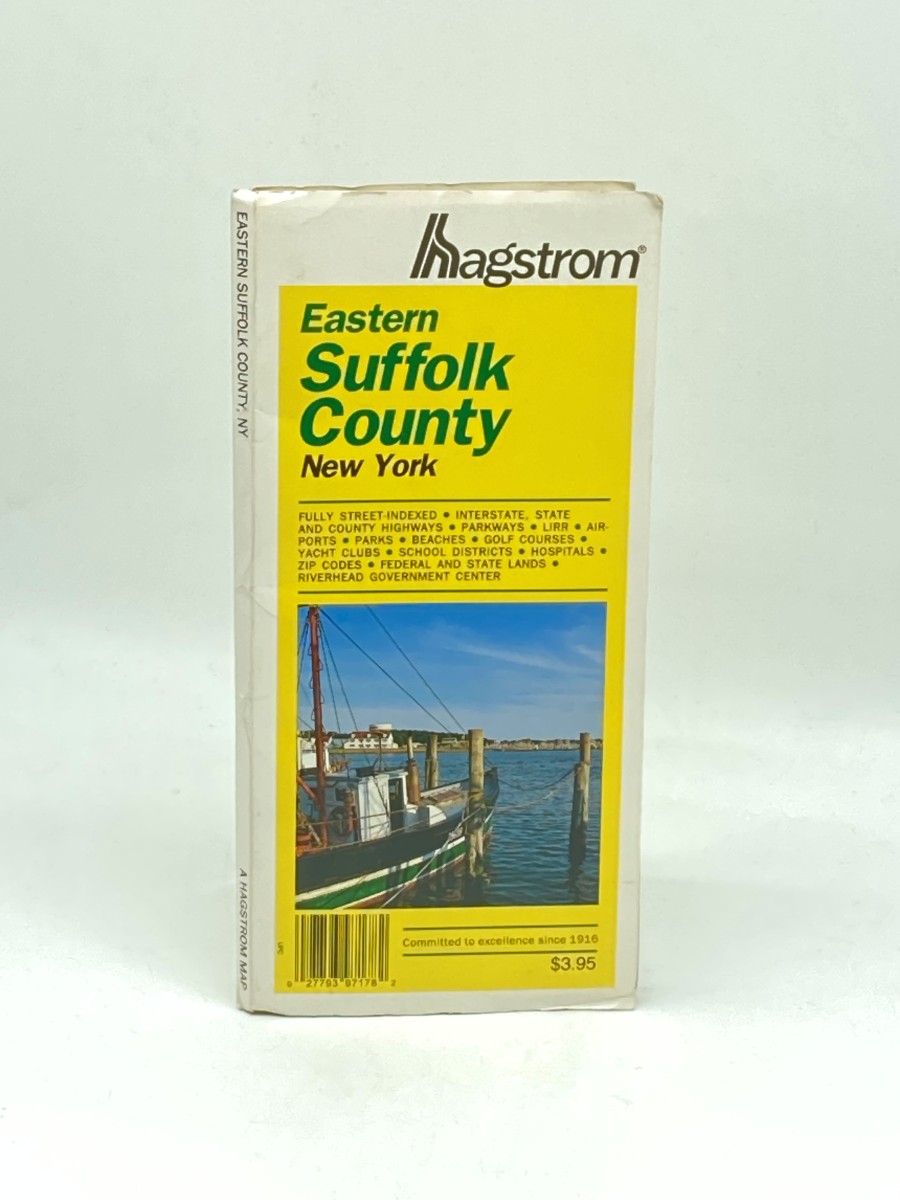 EASTERN SUFFOLK COUNTY, NY
A HAGSTROM MAP
hagstrom®
Eastern
Suffolk
County
New York
FULLY STREET-INDEXED • INTERSTATE, STATE
AND COUNTY HIGHWAYS • PARKWAYS • LIRR • AIR-
PORTS • PARKS • BEACHES • GOLF COURSES •
YACHT CLUBS • SCHOOL DISTRICTS • HOSPITALS •
ZIP CODES • FEDERAL AND STATE LANDS •
RIVERHEAD GOVERNMENT CENTER
Committed to excellence since 1916
$3.95
UPC
0 27793 97178 2